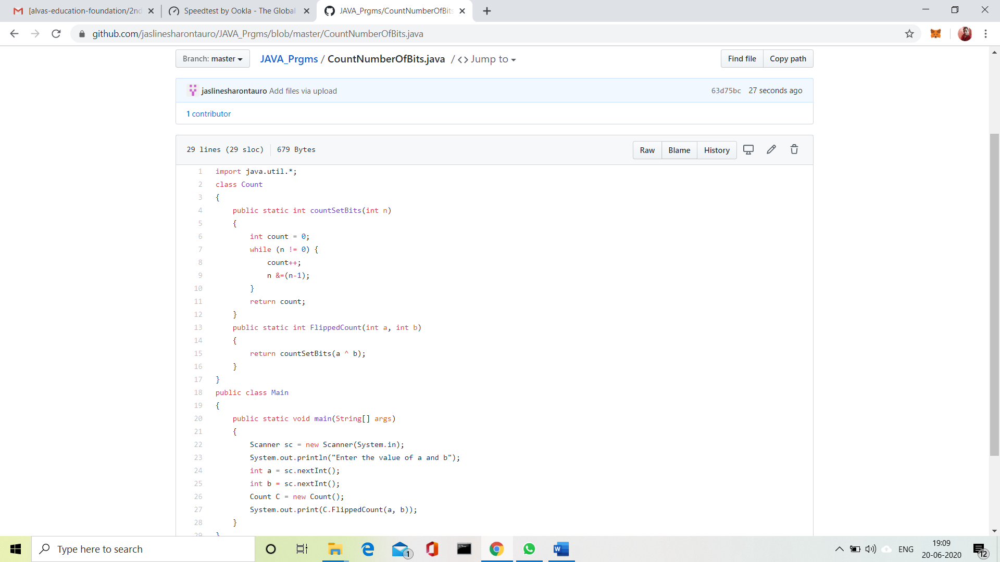 [alvas-education-foundation/2nd
Speedtest by Ookla - The Global
JAVA_Prgms/CountNumberOfBits
github.com/jaslinesharontauro/JAVA_Prgms/blob/master/CountNumberOfBits.java
Branch: master
JAVA_Prgms / CountNumberOfBits.java / <> Jump to
Find file
Copy path
jaslinesharontauro Add files via upload
63d75bc 27 seconds ago
1 contributor
29 lines (29 sloc) 679 Bytes
Raw
Blame
History
1 import java.util.*;
2 class Count
3 {
4 public static int countSetBits(int n)
5 {
6 int count = 0;
7 while (n != 0) {
8 count++;
9 n &=(n-1);
10 }
11 return count;
12 }
13 public static int FlippedCount(int a, int b)
14 {
15 return countSetBits(a ^ b);
16 }
17 }
18 public class Main
19 {
20 public static void main(String[] args)
21 {
22 Scanner sc = new Scanner(System.in);
23 System.out.println("Enter the value of a and b");
24 int a = sc.nextInt();
25 int b = sc.nextInt();
26 Count C = new Count();
27 System.out.print(C.FlippedCount(a, b));
28 }
29 }
Type here to search
1
ENG
19:09
20-06-2020
12